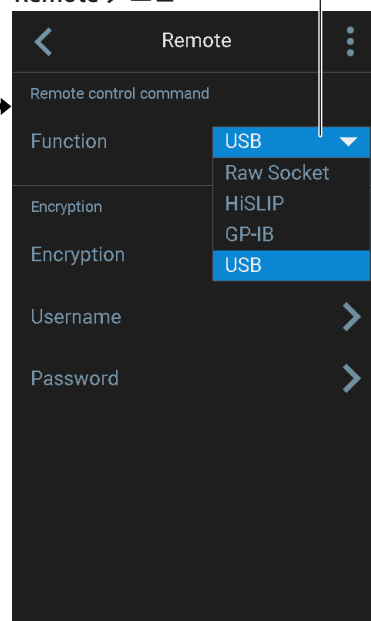 Remote
Remote control command
Function
USB
Raw Socket
HiSLIP
GP-IB
USB
Encryption
Encryption
Username
Password